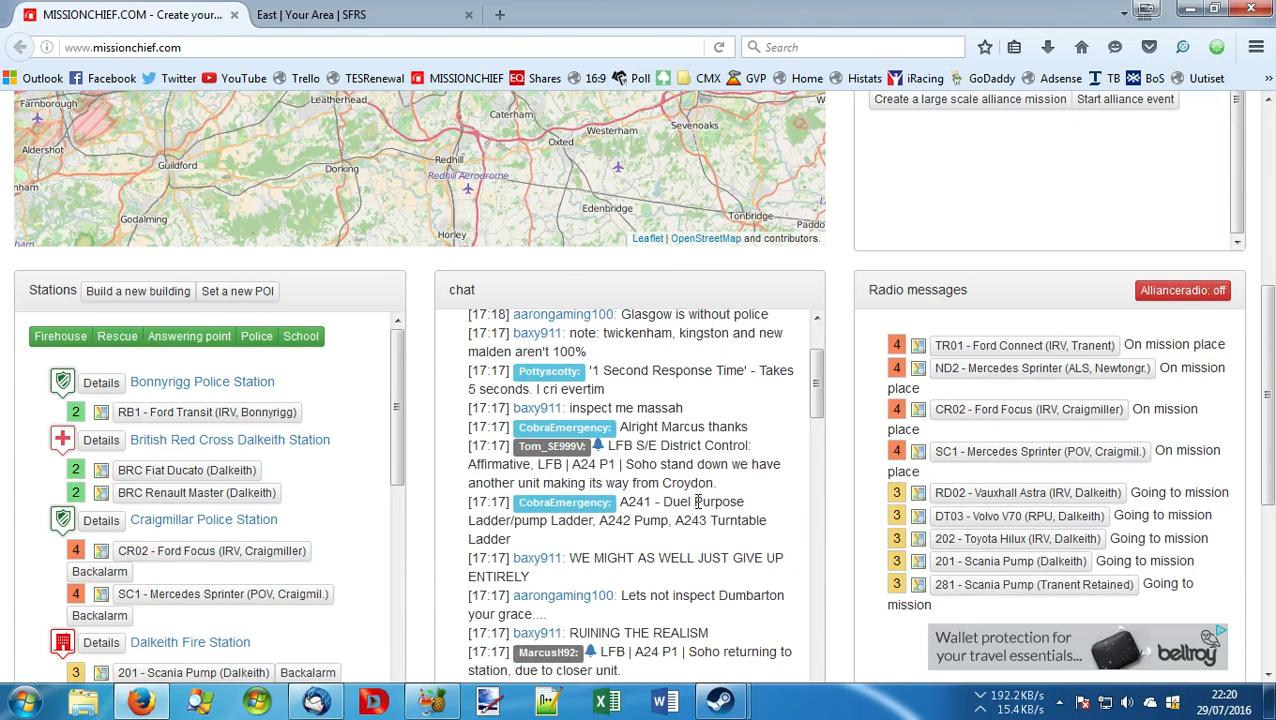 MISSIONCHIEF.COM - Create your...
East | Your Area | SFRS
www.missionchief.com
Search
Outlook Facebook Twitter YouTube Trello TESRenewal MISSIONCHIEF EQ Shares 16:9 Poll CMX GVP Home Histats iRacing GoDaddy Adsense TB BoS Uutiset
Farnborough
Leatherhead
Caterham
Sevenoaks
Westerham
Aldershot
Oxted
Guildford
Redhill
Dorking
Redhill Aerodrome
nham
Edenbridge
Godalming
Tonbridge
Paddo
Horley
Leaflet | OpenStreetMap and contributors.
Create a large scale alliance mission Start alliance event
Stations Build a new building Set a new POI
Firehouse Rescue Answering point Police School
Details Bonnyrigg Police Station
2 RB1 - Ford Transit (IRV, Bonnyrigg)
Details British Red Cross Dalkeith Station
2 BRC Fiat Ducato (Dalkeith)
2 BRC Renault Master (Dalkeith)
Details Craigmillar Police Station
4 CR02 - Ford Focus (IRV, Craigmiller)
Backalarm
4 SC1 - Mercedes Sprinter (POV, Craigmil.)
Backalarm
Details Dalkeith Fire Station
3 201 - Scania Pump (Dalkeith) Backalarm
chat
[17:18] aarongaming100: Glasgow is without police
[17:17] baxy911: note: twickenham, kingston and new
malden aren't 100%
[17:17] Pottyscotty: '1 Second Response Time' - Takes
5 seconds. I cri evertim
[17:17] baxy911: inspect me massah
[17:17] CobraEmergency: Alright Marcus thanks
[17:17] Tom_SE999V: LFB S/E District Control:
Affirmative, LFB | A24 P1 | Soho stand down we have
another unit making its way from Croydon.
[17:17] CobraEmergency: A241 - Duel Purpose
Ladder/pump Ladder, A242 Pump, A243 Turntable
Ladder
[17:17] baxy911: WE MIGHT AS WELL JUST GIVE UP
ENTIRELY
[17:17] aarongaming100: Lets not inspect Dumbarton
your grace....
[17:17] baxy911: RUINING THE REALISM
[17:17] MarcusH92: LFB | A24 P1 | Soho returning to
station, due to closer unit.
Radio messages Allianceradio: off
4 TR01 - Ford Connect (IRV, Tranent) On mission place
4 ND2 - Mercedes Sprinter (ALS, Newtongr.) On mission
place
4 CR02 - Ford Focus (IRV, Craigmiller) On mission
place
4 SC1 - Mercedes Sprinter (POV, Craigmil.) On mission
place
3 RD02 - Vauxhall Astra (IRV, Dalkeith) Going to mission
3 DT03 - Volvo V70 (RPU, Dalkeith) Going to mission
3 202 - Toyota Hilux (IRV, Dalkeith) Going to mission
3 201 - Scania Pump (Dalkeith) Going to mission
3 281 - Scania Pump (Tranent Retained) Going to
mission
Wallet protection for
your travel essentials...
bellroy
192.2KB/s
15.4KB/s
22:20
29/07/2016